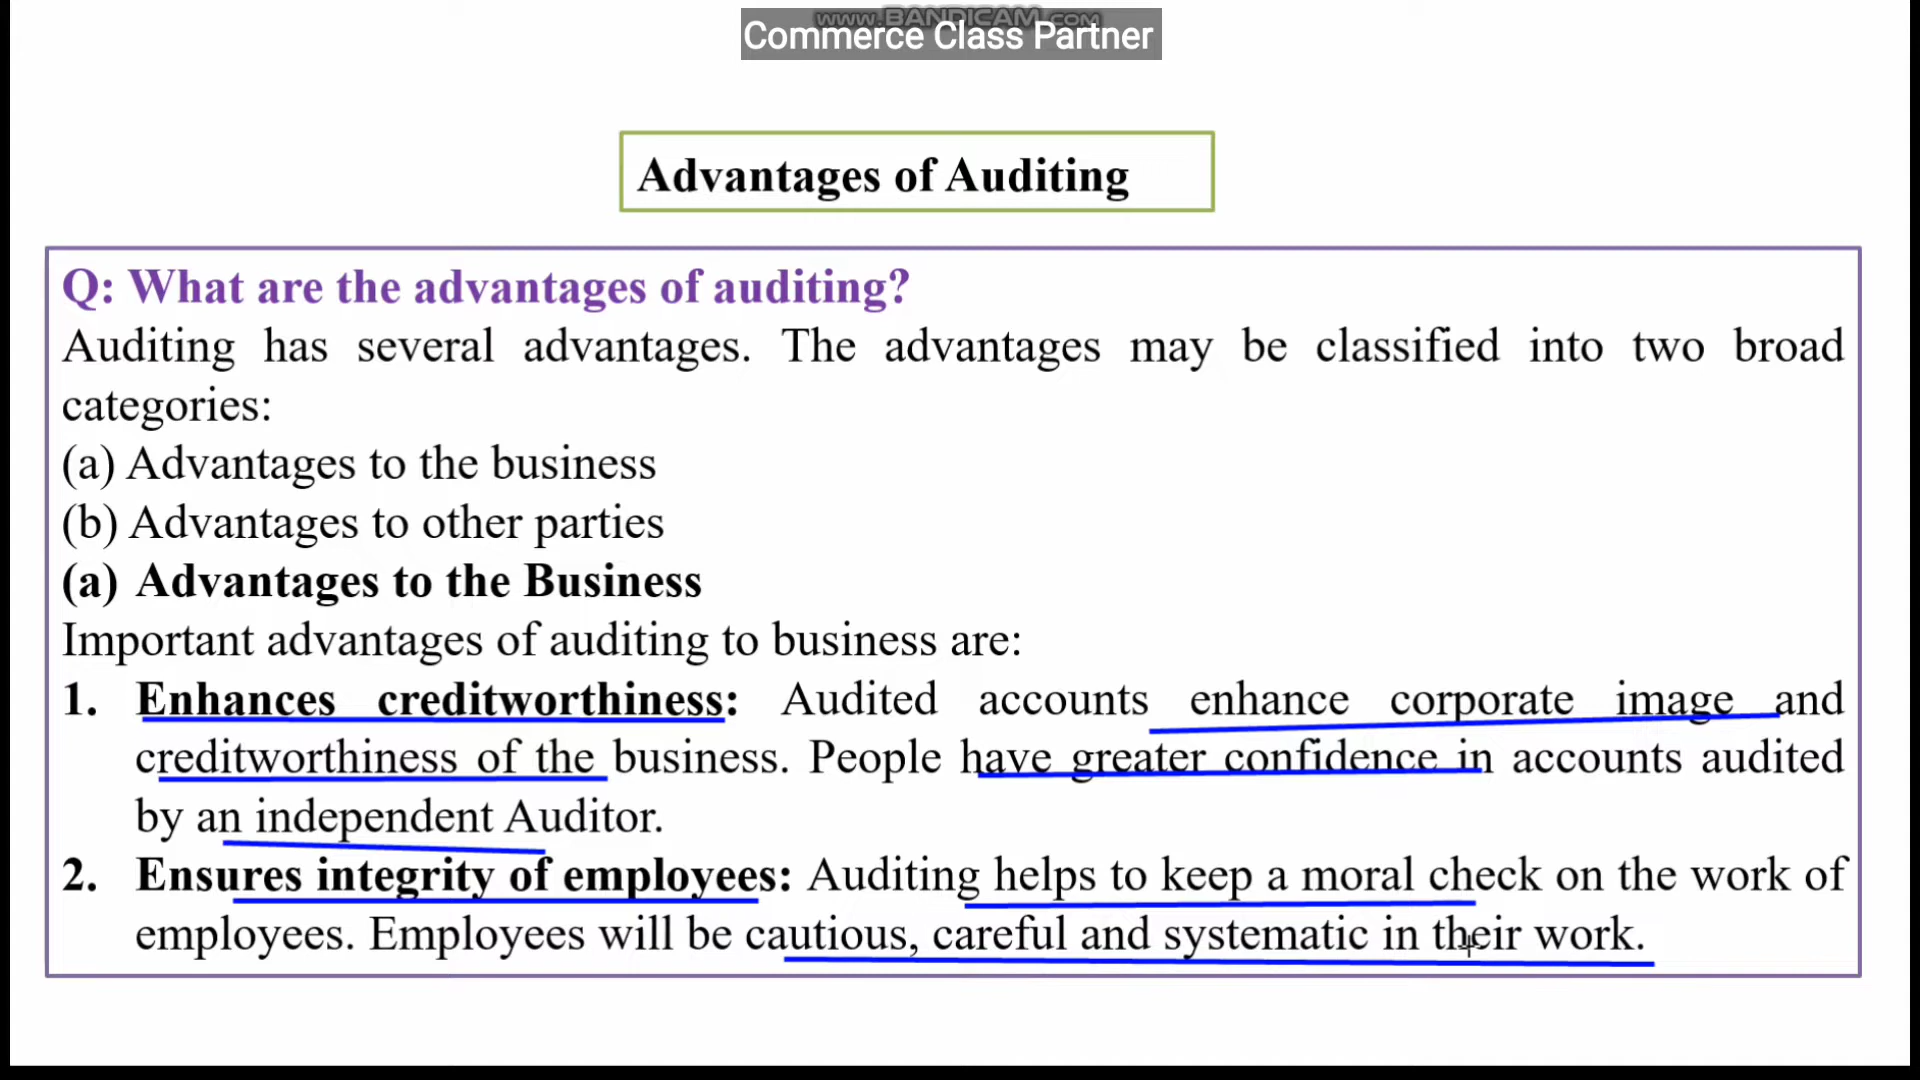 www.BANDICAM.com
Commerce Class Partner
Advantages of Auditing
Q: What are the advantages of auditing?
Auditing has several advantages. The advantages may be classified into two broad
categories:
(a) Advantages to the business
(b) Advantages to other parties
(a) Advantages to the Business
Important advantages of auditing to business are:
1. Enhances creditworthiness: Audited accounts enhance corporate image and
creditworthiness of the business. People have greater confidence in accounts audited
by an independent Auditor.
2. Ensures integrity of employees: Auditing helps to keep a moral check on the work of
employees. Employees will be cautious, careful and systematic in their work.